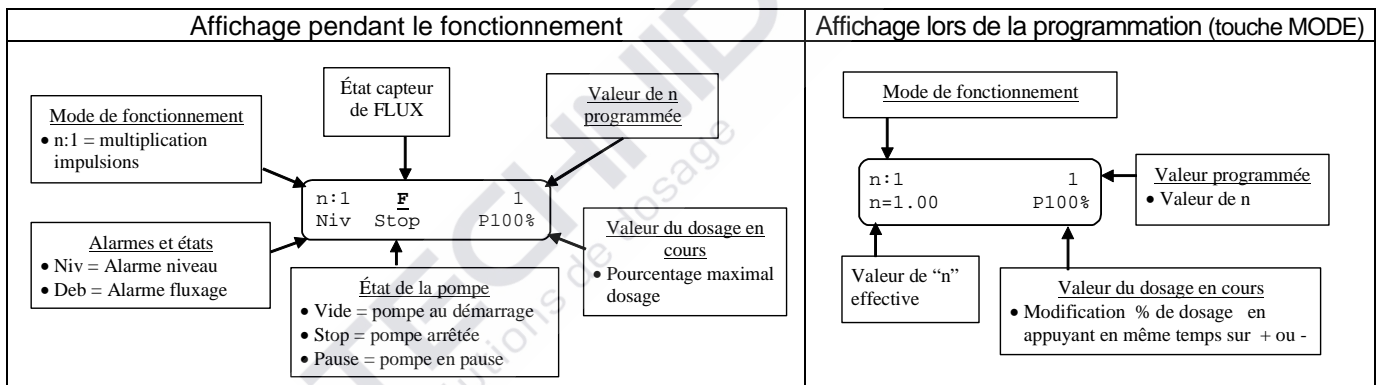 Affichage pendant le fonctionnement
Affichage lors de la programmation (touche MODE)
Mode de fonctionnement
• n:1 = multiplication
impulsions
État capteur
de FLUX
Valeur de n
programmée
n:1 F 1
Niv Stop P100%
Alarmes et états
• Niv = Alarme niveau
• Deb = Alarme fluxage
État de la pompe
• Vide = pompe au démarrage
• Stop = pompe arrêtée
• Pause = pompe en pause
Valeur du dosage en
cours
• Pourcentage maximal
dosage
Mode de fonctionnement
n:1 1
n=1.00 P100%
Valeur programmée
• Valeur de n
Valeur de “n”
effective
Valeur du dosage en cours
• Modification % de dosage en
appuyant en même temps sur + ou -
de dosage